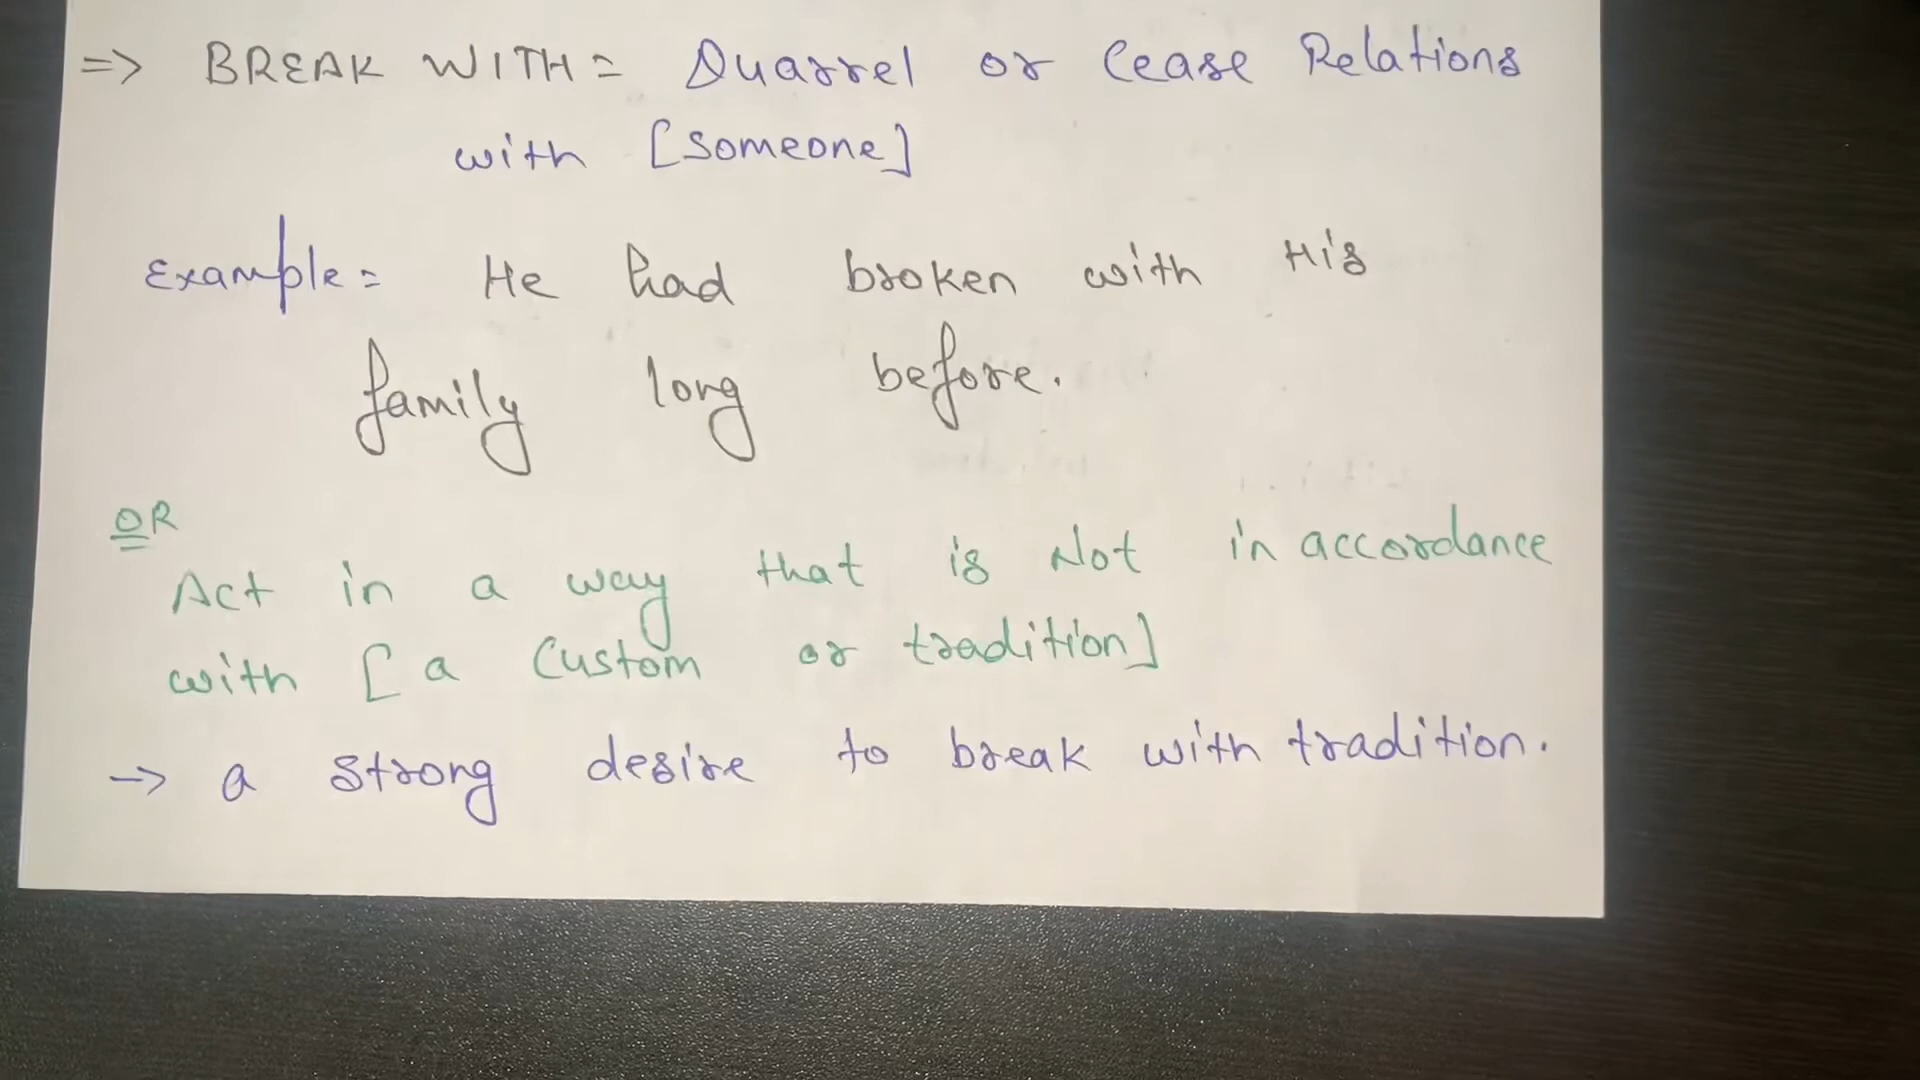 => BREAK WITH = Quarrel or Cease Relations
with [someone]
Example = He had broken with His
family long before.
OR
Act in a way that is Not in accordance
with [a Custom or tradition]
-> a strong desire to break with tradition.